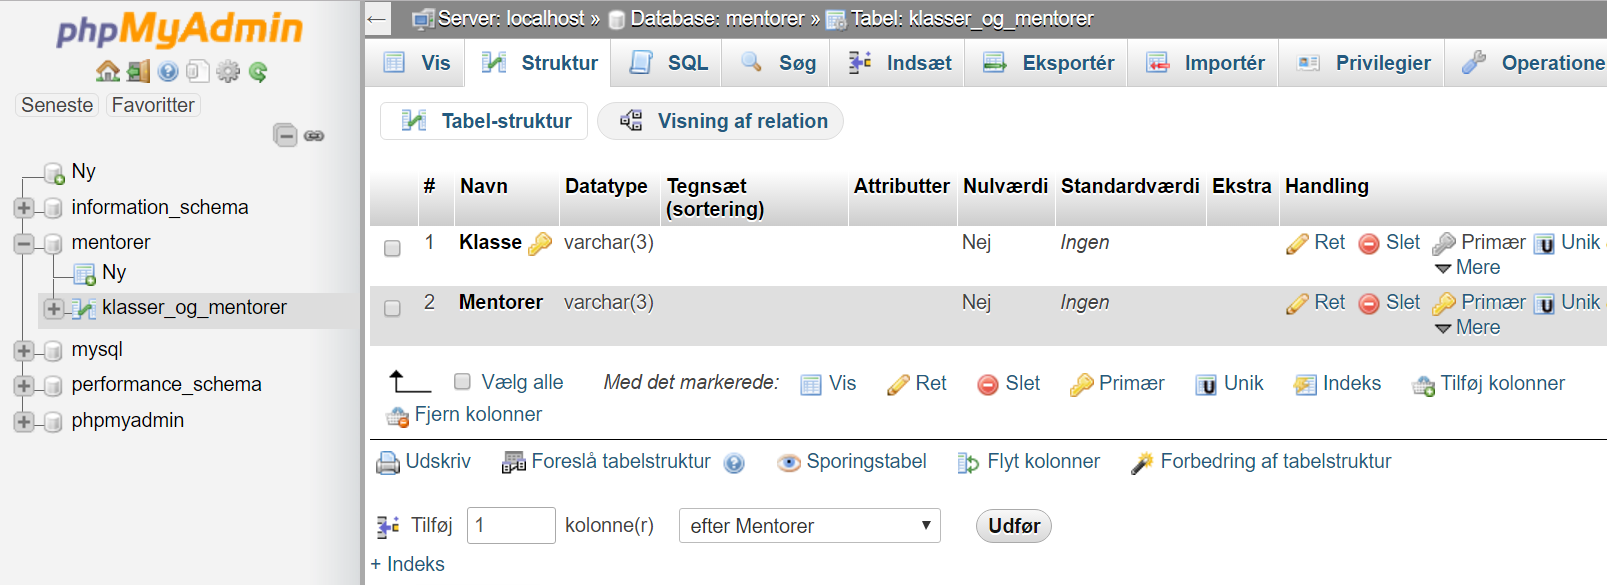 phpMyAdmin
Seneste Favoritter
Ny
information_schema
mentorer
Ny
klasser_og_mentorer
mysql
performance_schema
phpmyadmin
Server: localhost » Database: mentorer » Tabel: klasser_og_mentorer
Vis Struktur SQL Søg Indsæt Eksportér Importér Privilegier Operatione
Tabel-struktur Visning af relation
# Navn Datatype Tegnsæt (sortering) Attributter Nulværdi Standardværdi Ekstra Handling
1 Klasse varchar(3) Nej Ingen Ret Slet Primær Unik
Mere
2 Mentorer varchar(3) Nej Ingen Ret Slet Primær Unik
Mere
Vælg alle Med det markerede: Vis Ret Slet Primær Unik Indeks Tilføj kolonner
Fjern kolonner
Udskriv Foreslå tabelstruktur Sporingstabel Flyt kolonner Forbedring af tabelstruktur
Tilføj 1 kolonne(r) efter Mentorer Udfør
+ Indeks